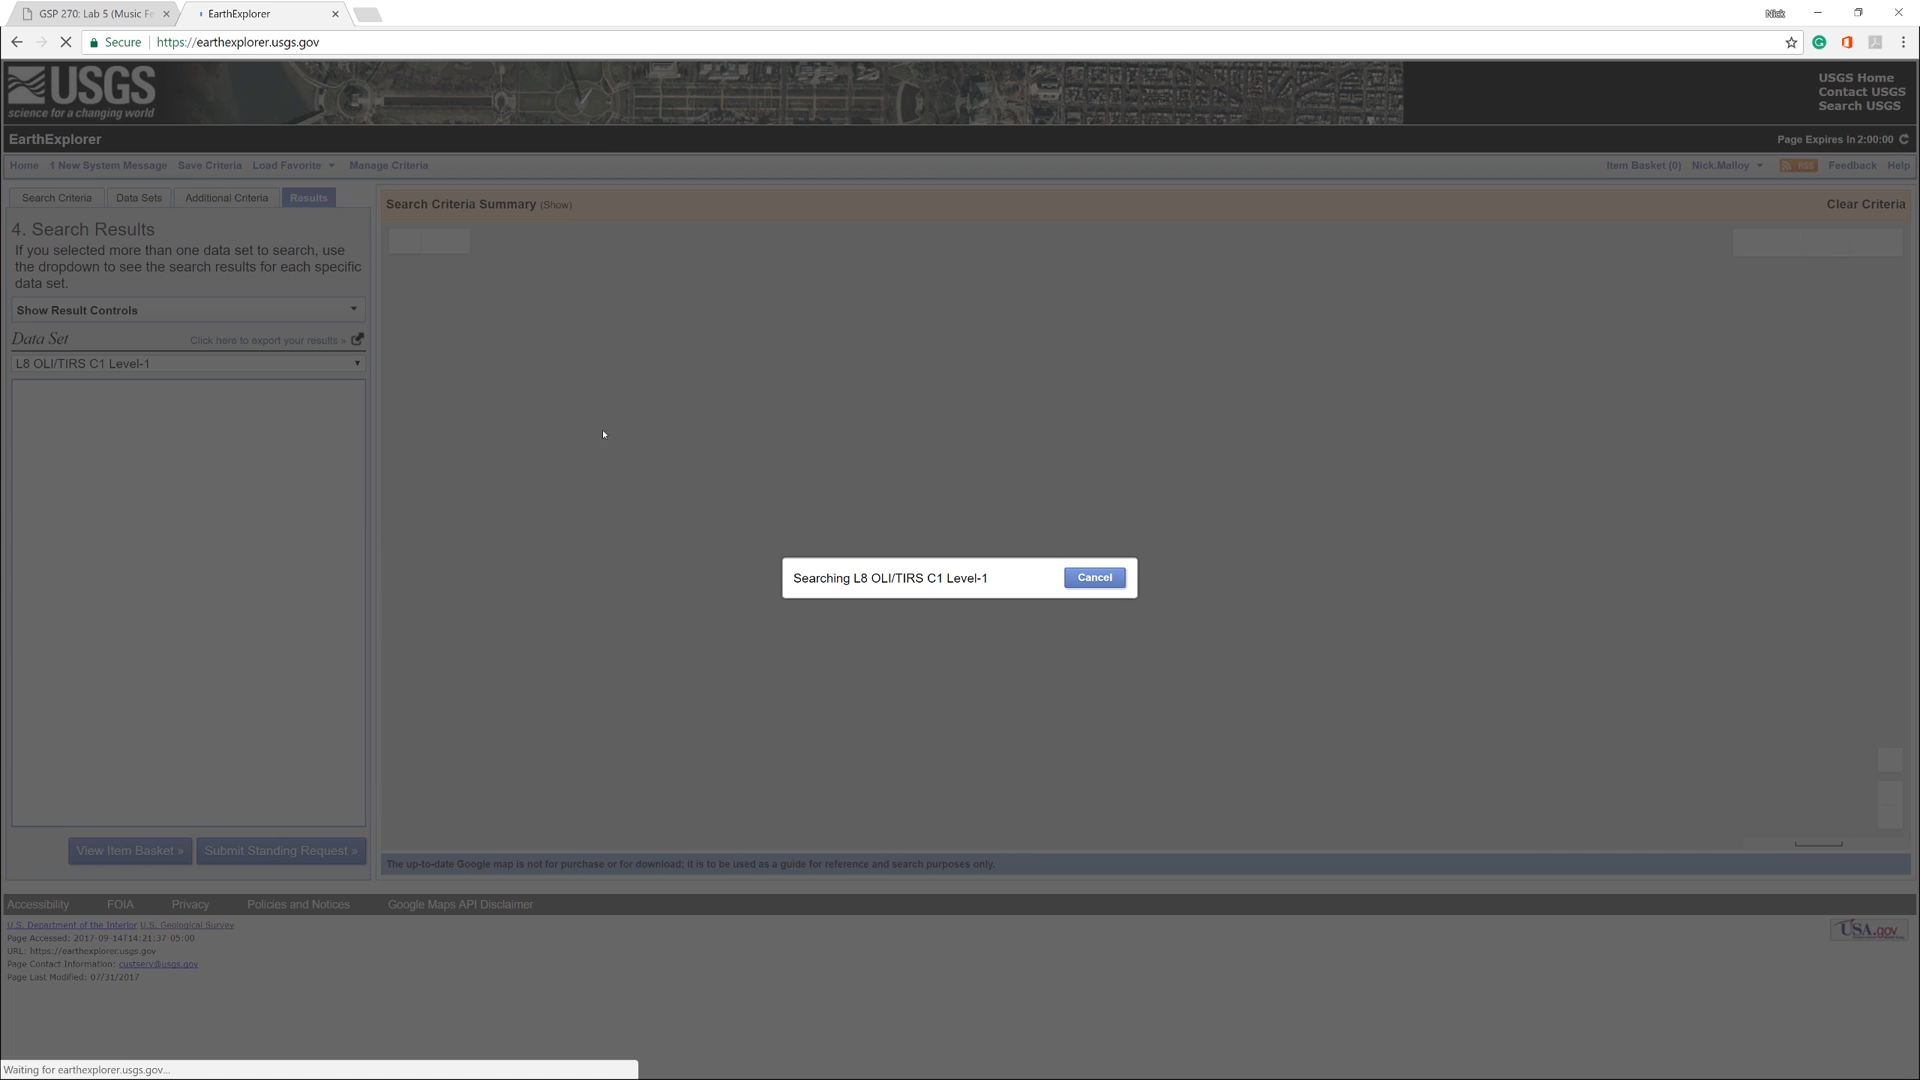 GSP 270: Lab 5 (Music Fo
EarthExplorer
Nick
Secure
https://earthexplorer.usgs.gov
USGS
science for a changing world
USGS Home
Contact USGS
Search USGS
EarthExplorer
Page Expires In 2:00:00
Home
1 New System Message
Save Criteria
Load Favorite
Manage Criteria
Item Basket (0)
Nick.Malloy
RSS
Feedback
Help
Search Criteria
Data Sets
Additional Criteria
Results
Search Criteria Summary (Show)
Clear Criteria
4. Search Results
If you selected more than one data set to search, use
the dropdown to see the search results for each specific
data set.
Show Result Controls
Data Set
Click here to export your results »
L8 OLI/TIRS C1 Level-1
Searching L8 OLI/TIRS C1 Level-1
Cancel
View Item Basket »
Submit Standing Request »
The up-to-date Google map is not for purchase or for download; it is to be used as a guide for reference and search purposes only.
Accessibility
FOIA
Privacy
Policies and Notices
Google Maps API Disclaimer
U.S. Department of the Interior U.S. Geological Survey
Page Accessed: 2017-09-14T14:21:37-05:00
URL: https://earthexplorer.usgs.gov
Page Contact Information: custserv@usgs.gov
Page Last Modified: 07/31/2017
USA.gov
Waiting for earthexplorer.usgs.gov...